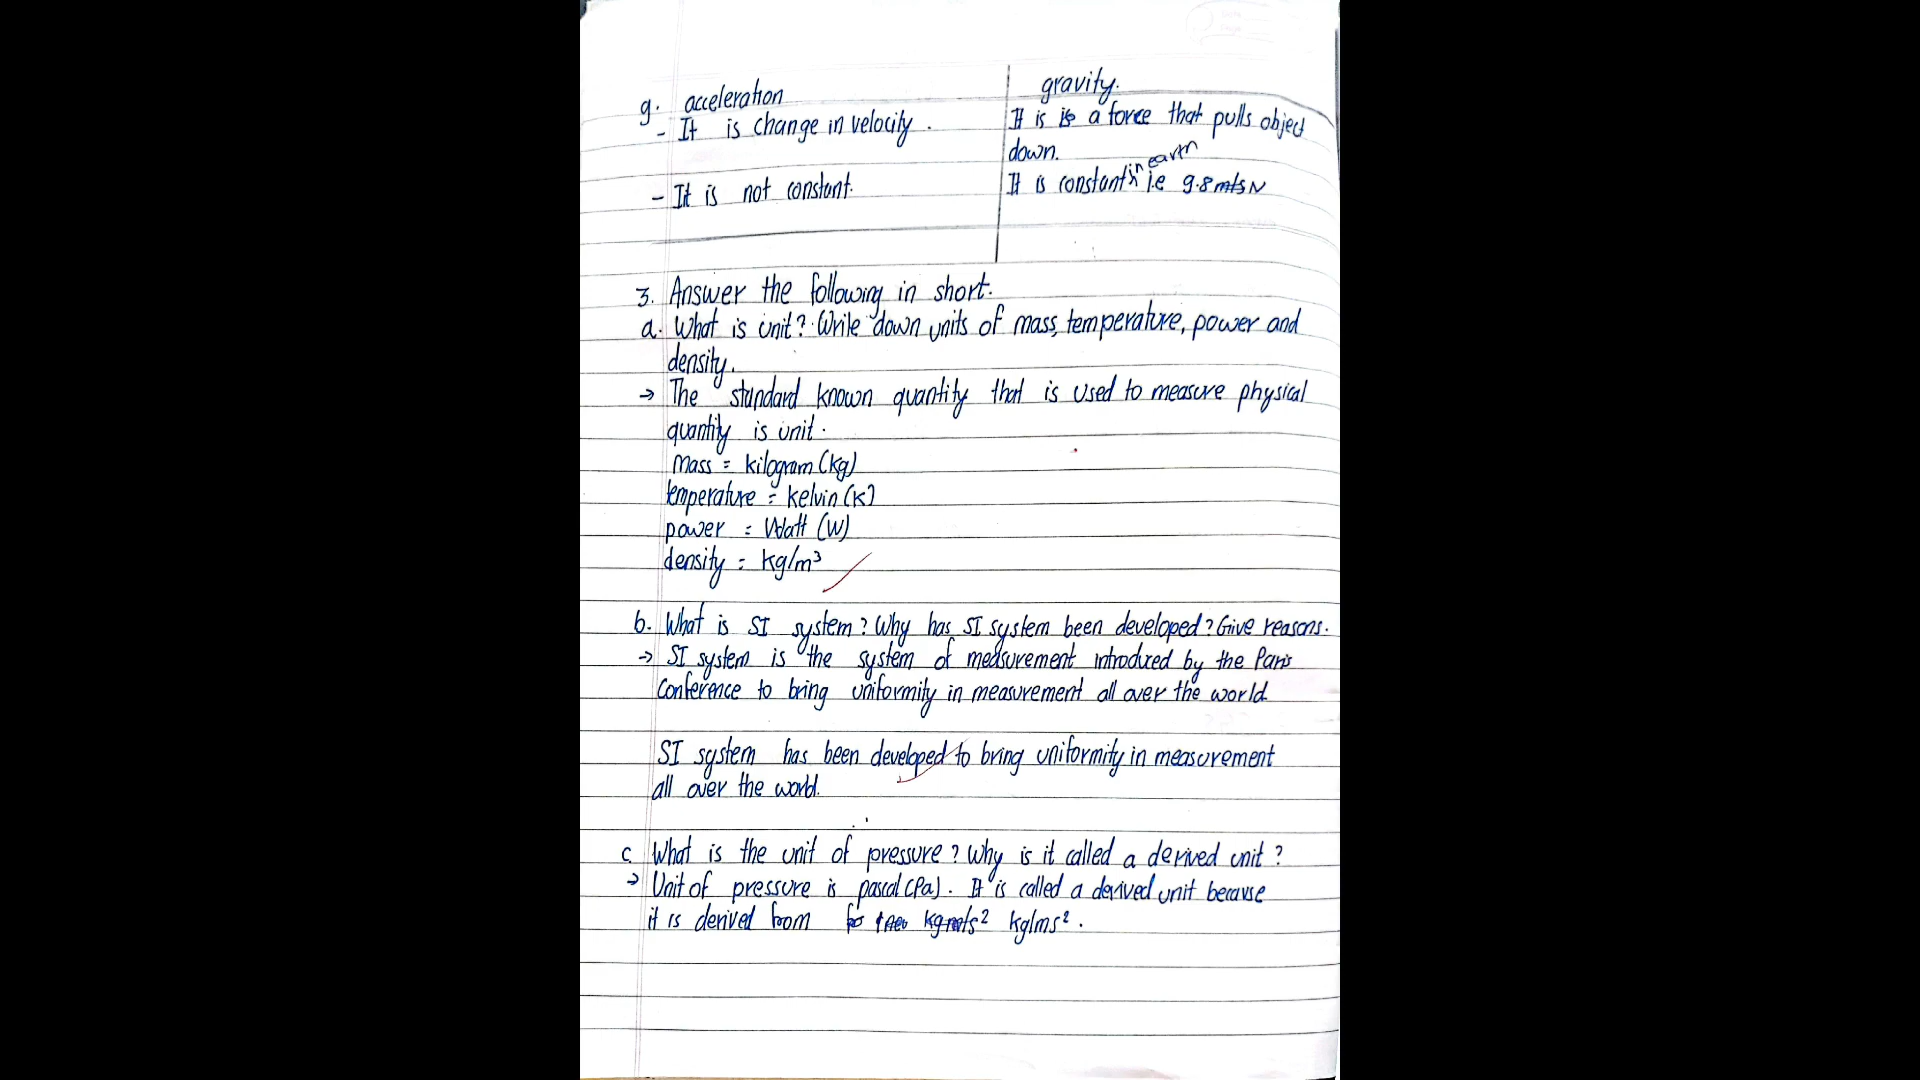 g. acceleration
gravity.
- It is change in velocity.
It is is a force that pulls object
down.
- It is not constant.
It is constant in earth i.e 9.8 m/s N
3. Answer the following in short.
a. What is unit? Write down units of mass, temperature, power and
density.
→ The standard known quantity that is used to measure physical
quantity is unit.
mass = kilogram (kg)
temperature = kelvin (K)
power = Watt (W)
density = kg/m³
b. What is SI system? Why has SI system been developed? Give reasons.
→ SI system is the system of measurement introduced by the Paris
Conference to bring uniformity in measurement all over the world.
SI system has been developed to bring uniformity in measurement
all over the world.
c. What is the unit of pressure? Why is it called a derived unit?
→ Unit of pressure is pascal (Pa). It is called a derived unit because
it is derived from kg/ms².